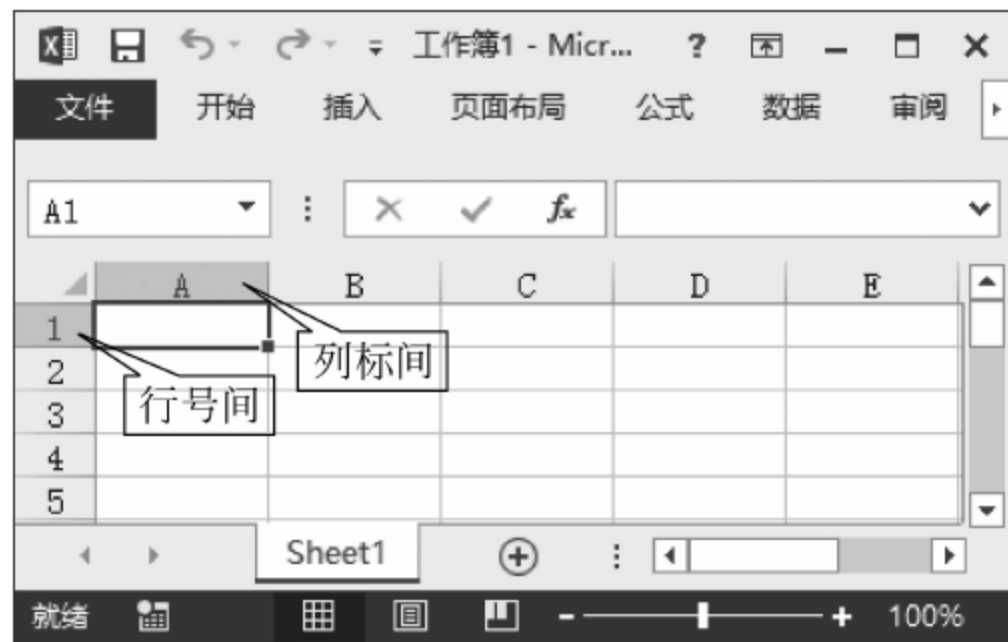 工作簿1 - Micr... ?
文件 开始 插入 页面布局 公式 数据 审阅
A1 fx
A B C D E
1
2 列标间
3 行号间
4
5
Sheet1
就绪 - + 100%